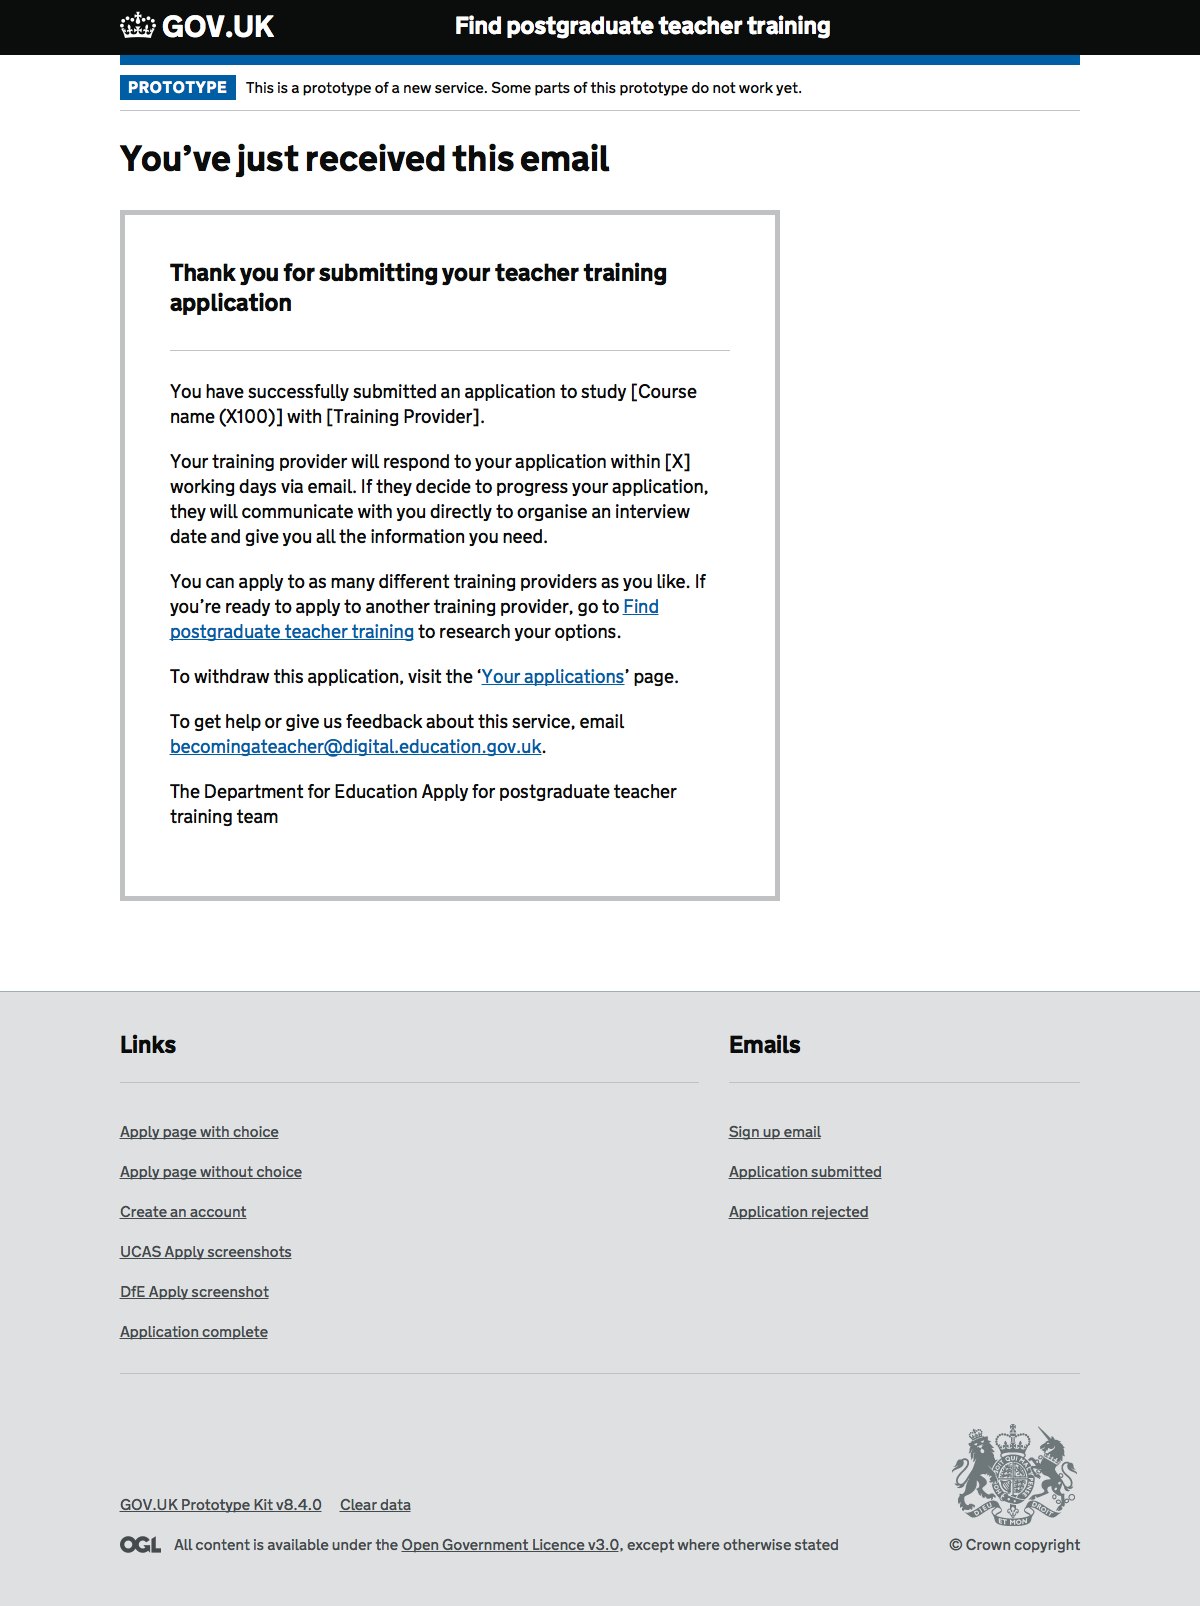 GOV.UK
Find postgraduate teacher training
PROTOTYPE This is a prototype of a new service. Some parts of this prototype do not work yet.
You’ve just received this email
Thank you for submitting your teacher training
application
You have successfully submitted an application to study [Course
name (X100)] with [Training Provider].
Your training provider will respond to your application within [X]
working days via email. If they decide to progress your application,
they will communicate with you directly to organise an interview
date and give you all the information you need.
You can apply to as many different training providers as you like. If
you’re ready to apply to another training provider, go to Find
postgraduate teacher training to research your options.
To withdraw this application, visit the ‘Your applications’ page.
To get help or give us feedback about this service, email
becomingateacher@digital.education.gov.uk.
The Department for Education Apply for postgraduate teacher
training team
Links
Apply page with choice
Apply page without choice
Create an account
UCAS Apply screenshots
DfE Apply screenshot
Application complete
Emails
Sign up email
Application submitted
Application rejected
GOV.UK Prototype Kit v8.4.0 Clear data
OGL All content is available under the Open Government Licence v3.0, except where otherwise stated
DIEU ET MON DROIT
© Crown copyright